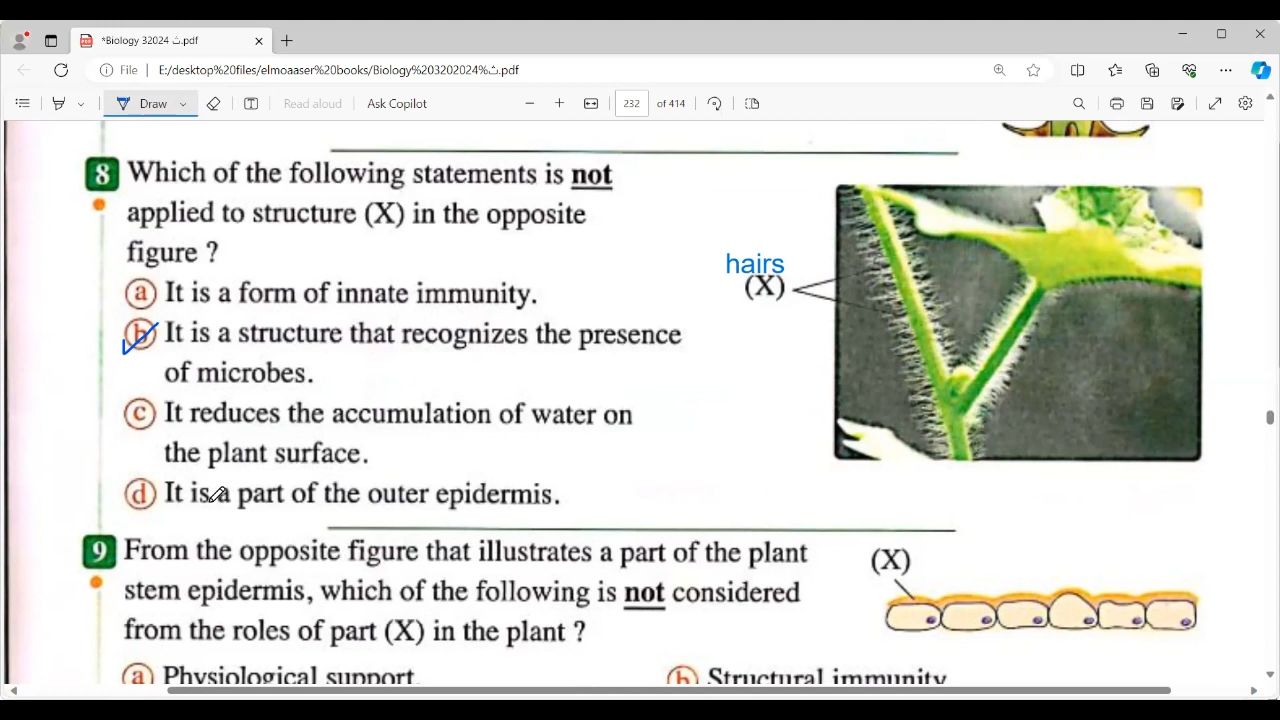 *Biology 32024 ث.pdf
File
E:/desktop%20files/elmoaaser%20books/Biology%203202024%ث.pdf
Draw
Read aloud
Ask Copilot
232 of 414
8 Which of the following statements is not
applied to structure (X) in the opposite
figure ?
a It is a form of innate immunity.
b It is a structure that recognizes the presence
of microbes.
c It reduces the accumulation of water on
the plant surface.
d It is a part of the outer epidermis.
hairs
(X)
9 From the opposite figure that illustrates a part of the plant
stem epidermis, which of the following is not considered
from the roles of part (X) in the plant ?
(X)
a Physiological support.
b Structural immunity